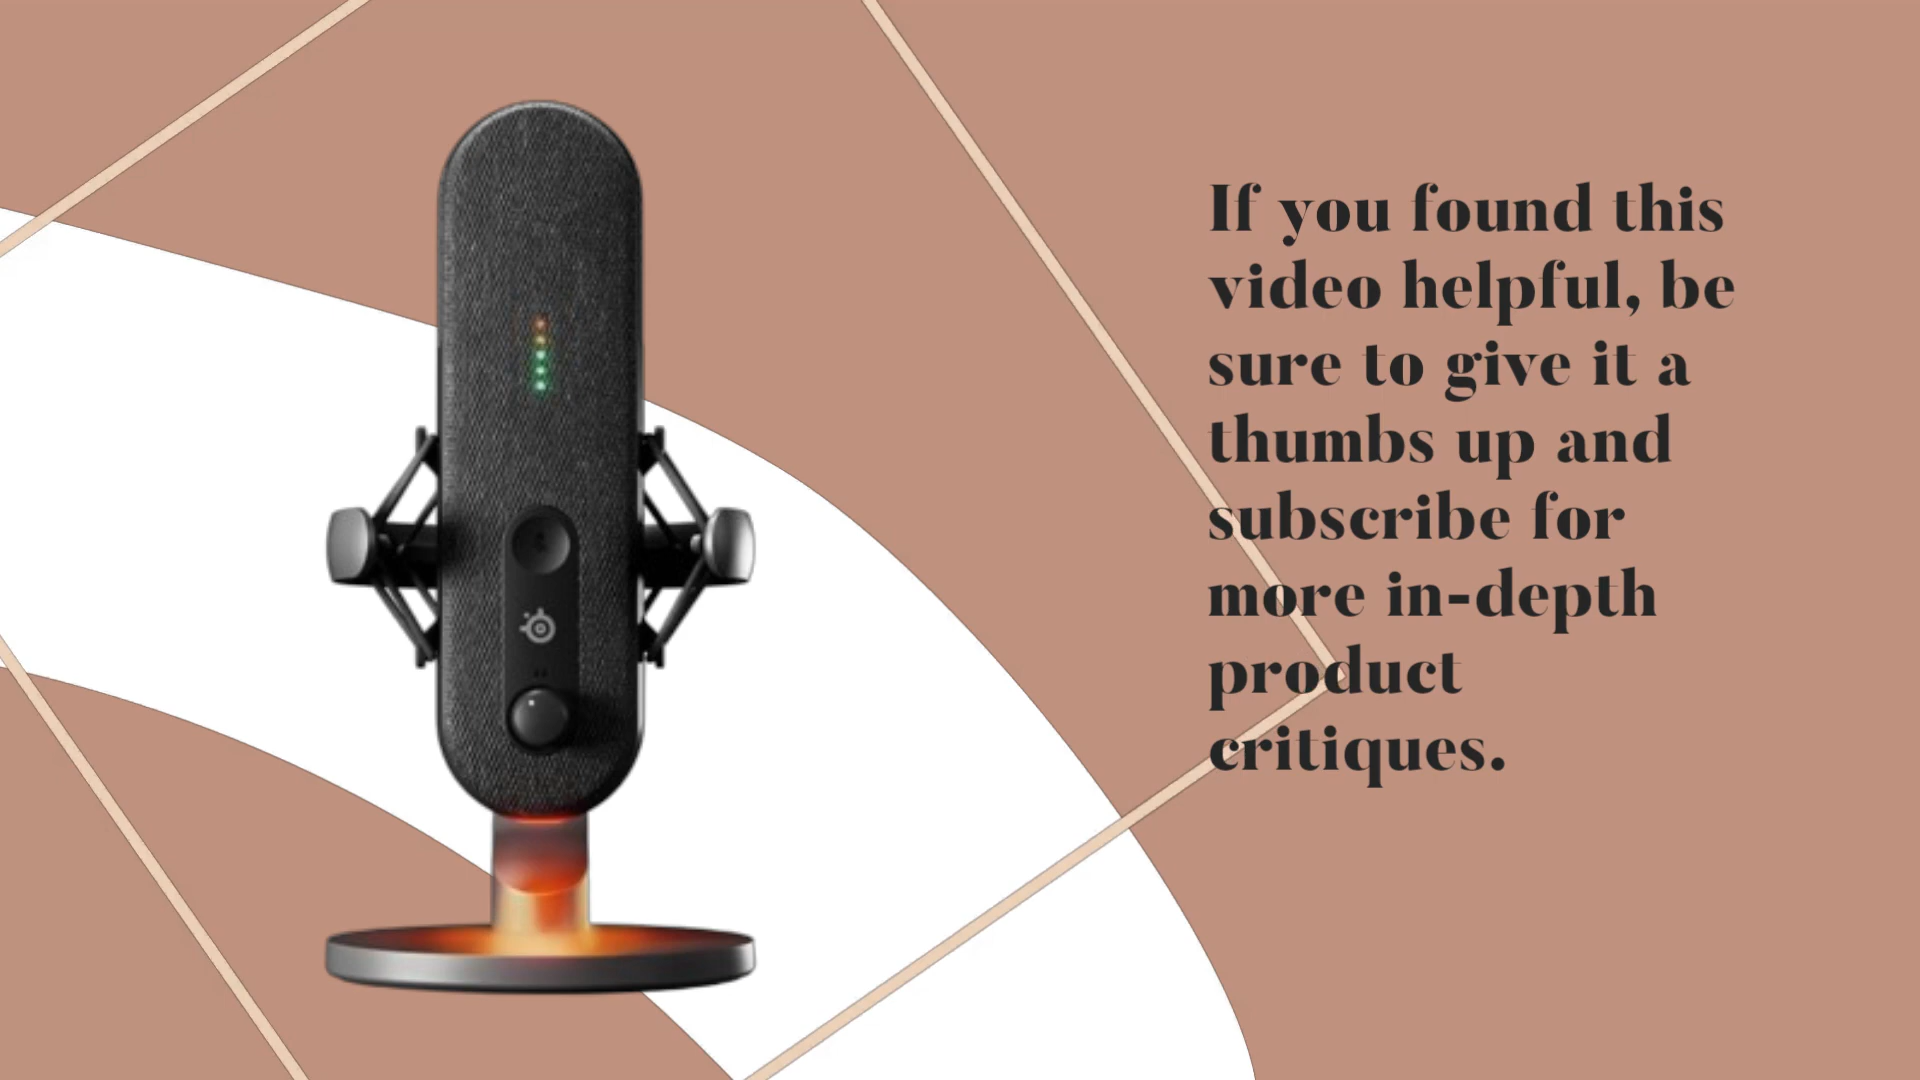 If you found this
video helpful, be
sure to give it a
thumbs up and
subscribe for
more in-depth
product
critiques.